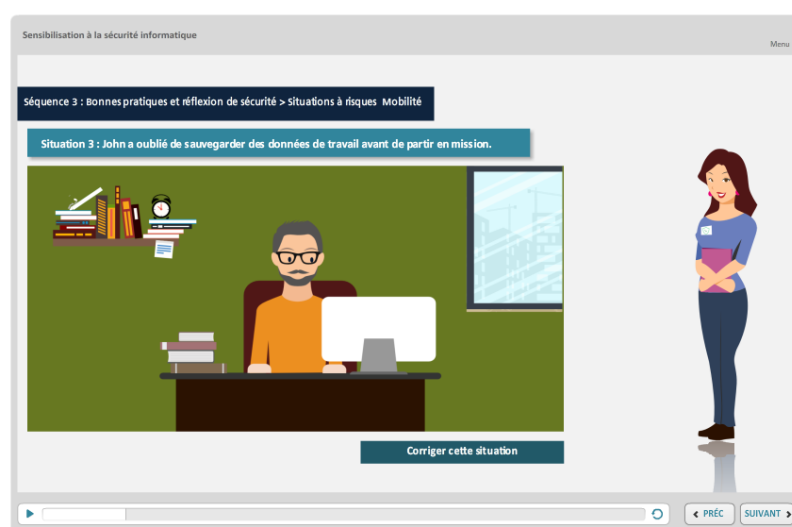 Sensibilisation à la sécurité informatique
Menu
Séquence 3 : Bonnes pratiques et réflexion de sécurité > Situations à risques Mobilité
Situation 3 : John a oublié de sauvegarder des données de travail avant de partir en mission.
Corriger cette situation
PRÉC
SUIVANT